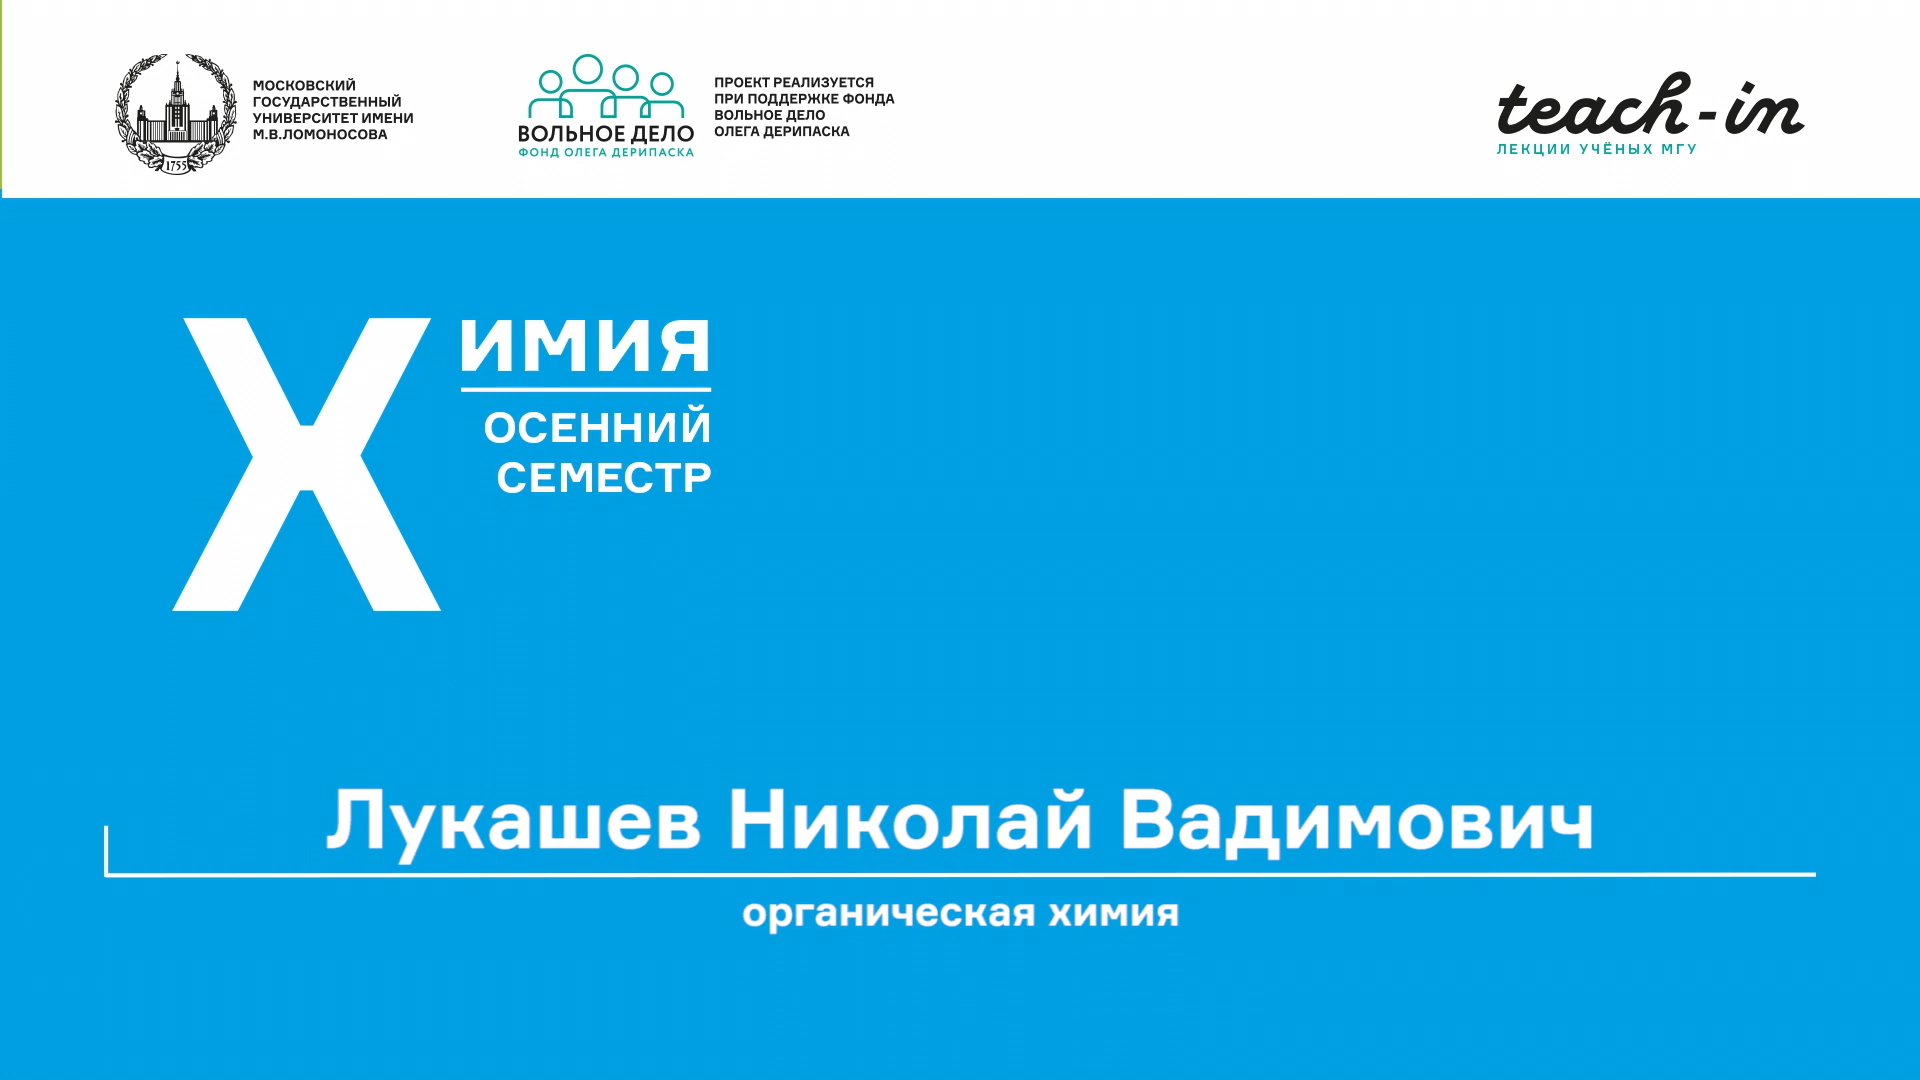 МОСКОВСКИЙ
ГОСУДАРСТВЕННЫЙ
УНИВЕРСИТЕТ ИМЕНИ
М.В.ЛОМОНОСОВА
1755
ВОЛЬНОЕ ДЕЛО
ФОНД ОЛЕГА ДЕРИПАСКА
ПРОЕКТ РЕАЛИЗУЕТСЯ
ПРИ ПОДДЕРЖКЕ ФОНДА
ВОЛЬНОЕ ДЕЛО
ОЛЕГА ДЕРИПАСКА
teach-in
ЛЕКЦИИ УЧЁНЫХ МГУ
ХИМИЯ
ОСЕННИЙ
СЕМЕСТР
Лукашев Николай Вадимович
органическая химия